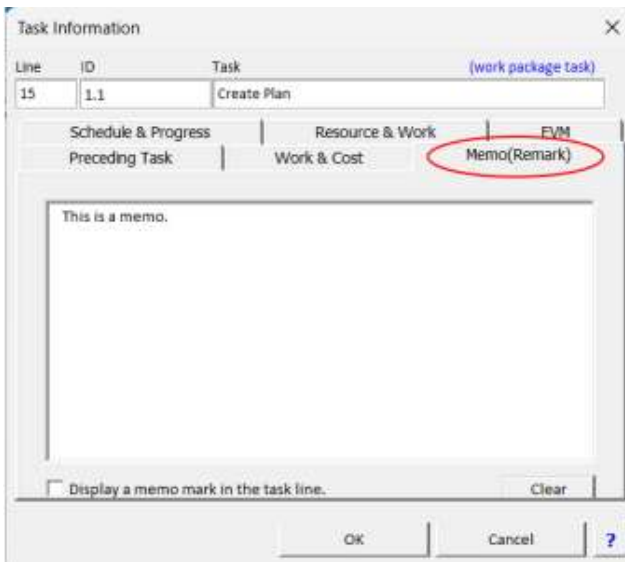 Task Information
Line ID Task (work package task)
15 1.1 Create Plan
Schedule & Progress Resource & Work EVM
Preceding Task Work & Cost Memo(Remark)
This is a memo.
Display a memo mark in the task line. Clear
OK Cancel ?